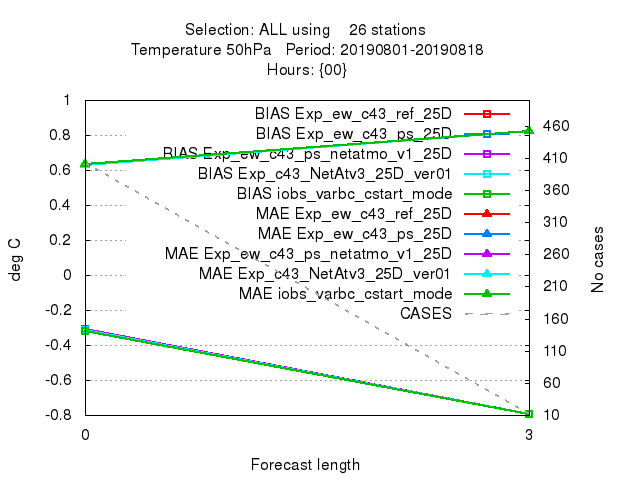 Selection: ALL using    26 stations
Temperature 50hPa   Period: 20190801-20190818
Hours: {00}
1
0.8
0.6
0.4
0.2
0
-0.2
-0.4
-0.6
-0.8
deg C
BIAS Exp_ew_c43_ref_25D
BIAS Exp_ew_c43_ps_25D
BIAS Exp_ew_c43_ps_netatmo_v1_25D
BIAS Exp_c43_NetAtv3_25D_ver01
BIAS iobs_varbc_cstart_mode
MAE Exp_ew_c43_ref_25D
MAE Exp_ew_c43_ps_25D
MAE Exp_ew_c43_ps_netatmo_v1_25D
MAE Exp_c43_NetAtv3_25D_ver01
MAE iobs_varbc_cstart_mode
CASES
460
410
360
310
260
210
160
110
60
10
No cases
0
3
Forecast length